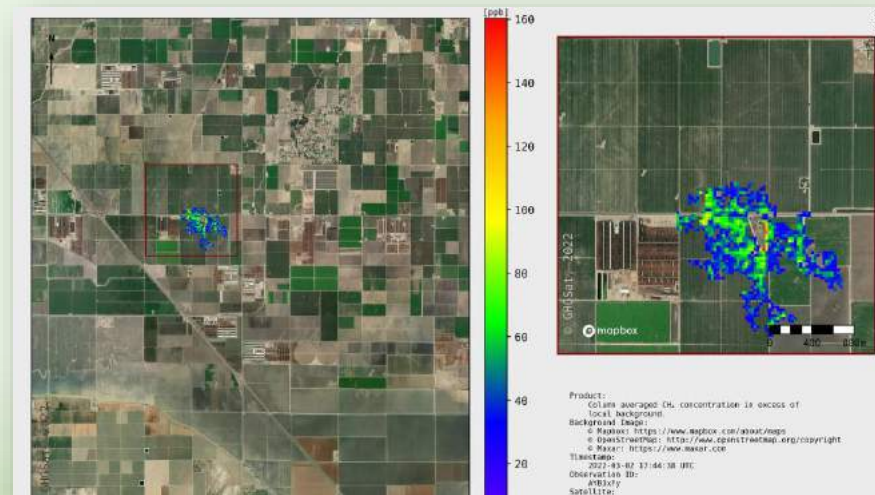 N
© GHGSat, 2022
[ppb]
160
140
120
100
80
60
40
20
© GHGSat, 2022
mapbox
0 400 800m
Product:
Column averaged CH₄ concentration in excess of
local background.
Background Image:
© Mapbox: https://www.mapbox.com/about/maps
© OpenStreetMap: http://www.openstreetmap.org/copyright
© Maxar: https://www.maxar.com
Timestamp:
2022-03-02 17:44:38 UTC
Observation ID:
Satellite: